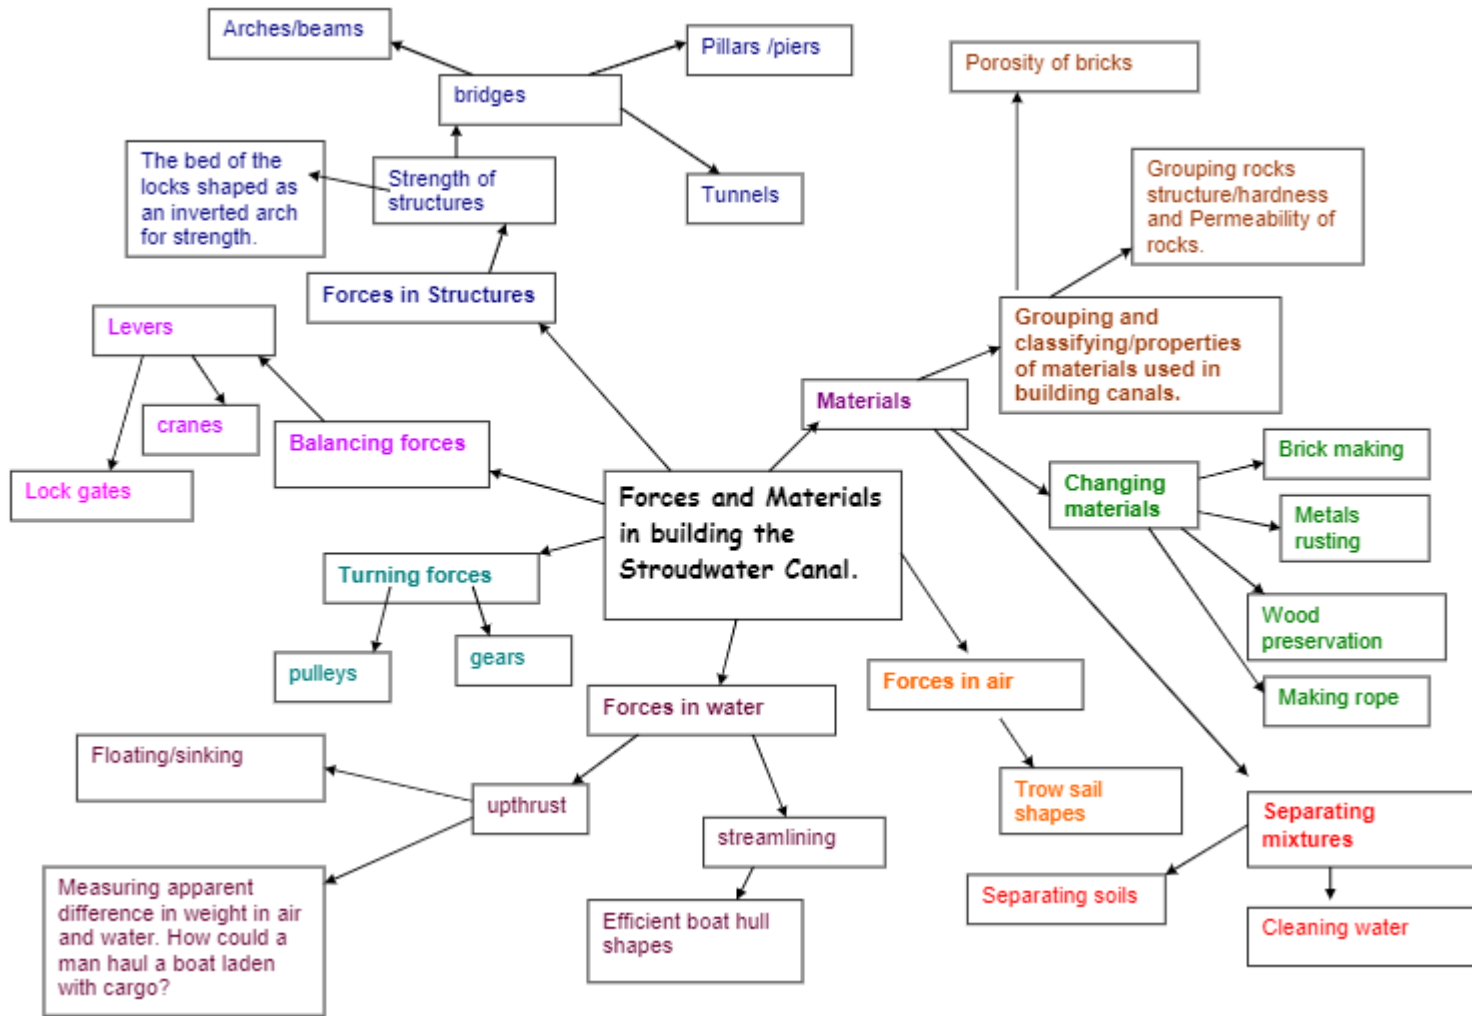 Arches/beams
Pillars /piers
bridges
Porosity of bricks
The bed of the
locks shaped as
an inverted arch
for strength.
Strength of
structures
Tunnels
Grouping rocks
structure/hardness
and Permeability of
rocks.
Forces in Structures
Levers
cranes
Lock gates
Balancing forces
Grouping and
classifying/properties
of materials used in
building canals.
Materials
Forces and Materials
in building the
Stroudwater Canal.
Changing
materials
Brick making
Metals
rusting
Wood
preservation
Making rope
Turning forces
pulleys
gears
Forces in water
Forces in air
Floating/sinking
upthrust
streamlining
Trow sail
shapes
Separating
mixtures
Separating soils
Cleaning water
Measuring apparent
difference in weight in air
and water. How could a
man haul a boat laden
with cargo?
Efficient boat hull
shapes